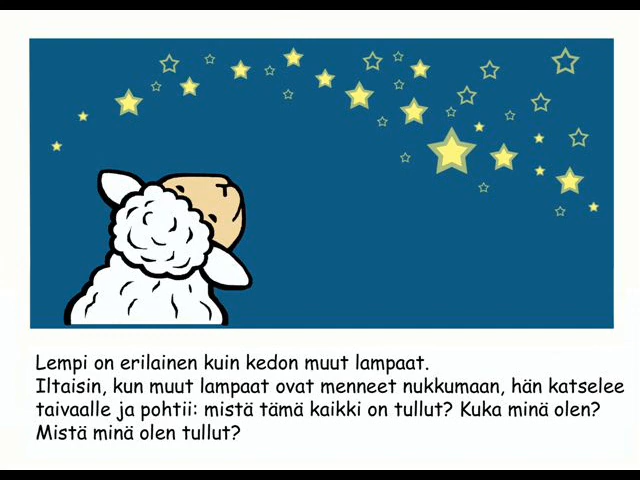 Lempi on erilainen kuin kedon muut lampaat.
Iltaisin, kun muut lampaat ovat menneet nukkumaan, hän katselee
taivaalle ja pohtii: mistä tämä kaikki on tullut? Kuka minä olen?
Mistä minä olen tullut?